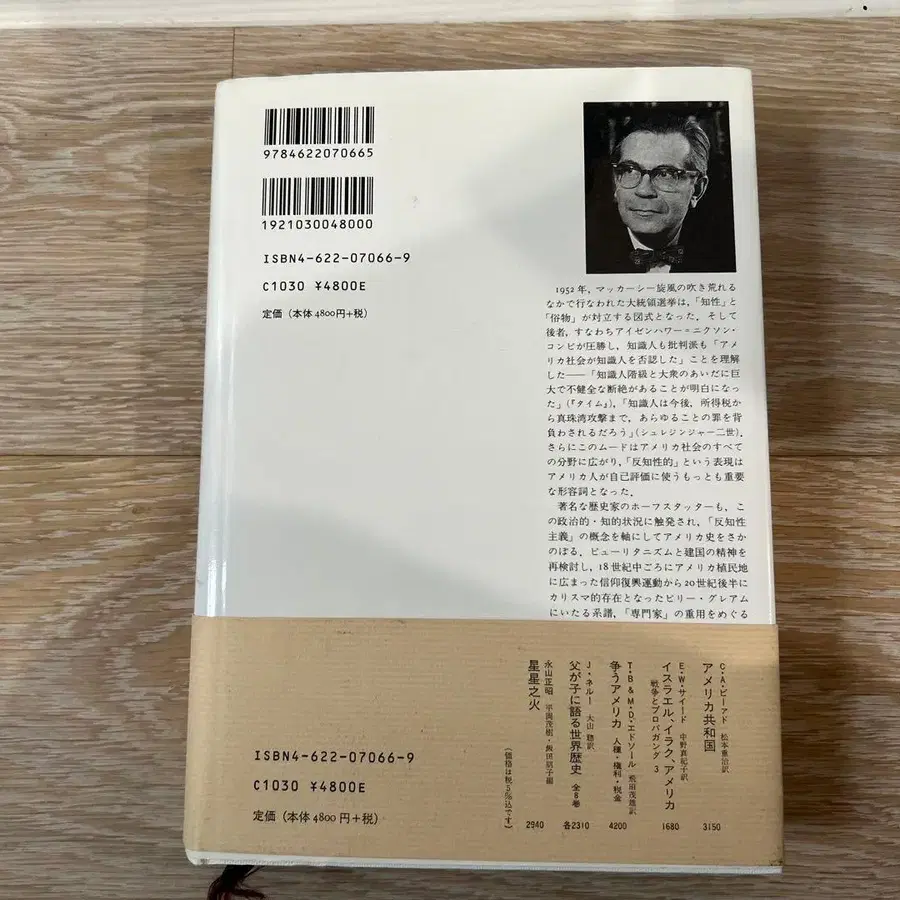 9784622070665
1921030048000
ISBN4-622-07066-9
C1030 ¥4800E
定価（本体4800円+税）
1952年，マッカーシー旋風の吹き荒れる
なかで行なわれた大統領選挙は，「知性」と
「俗物」が対立する図式となった．そして
後者，すなわちアイゼンハワー=ニクソン・
コンビが圧勝し，知識人も批判派も「アメ
リカ社会が知識人を否認した」ことを理解
した——「知識人階級と大衆のあいだに巨
大で不健全な断絶があることが明白になっ
た」(『タイム』)，「知識人は今後，所得税か
ら真珠湾攻撃まで，あらゆることの罪を背
負わされるだろう」(シュレジンジャー二世)．
さらにこのムードはアメリカ社会のすべて
の分野に広がり，「反知性的」という表現は
アメリカ人が自己評価に使うもっとも重要
な形容詞となった．
著名な歴史家のホーフスタッターも，こ
の政治的・知的状況に触発され，「反知性
主義」の概念を軸にしてアメリカ史をさか
のぼる．ピューリタニズムと建国の精神を
再検討し，18世紀中ごろにアメリカ植民地
に広まった信仰復興運動から20世紀後半に
カリスマ的存在となったビリー・グレアム
にいたる系譜，「専門家」の重用をめぐる
C・A・ビーアド 松本重治訳
アメリカ共和国 3150
E・W・サイード 中野真紀子訳
イスラエル、イラク、アメリカ
戦争とプロパガンダ 3 1680
T・B & M・D・エドソール 飛田茂雄訳
争うアメリカ 人種・権利・税金 4200
J・ネルー 大山聰訳
父が子に語る世界歴史 全8巻 各2310
永山正昭 平岡茂樹・飯田朋子編
星星之火 2940
(価格は税5%込です)
ISBN4-622-07066-9
C1030 ¥4800E
定価（本体4800円+税）